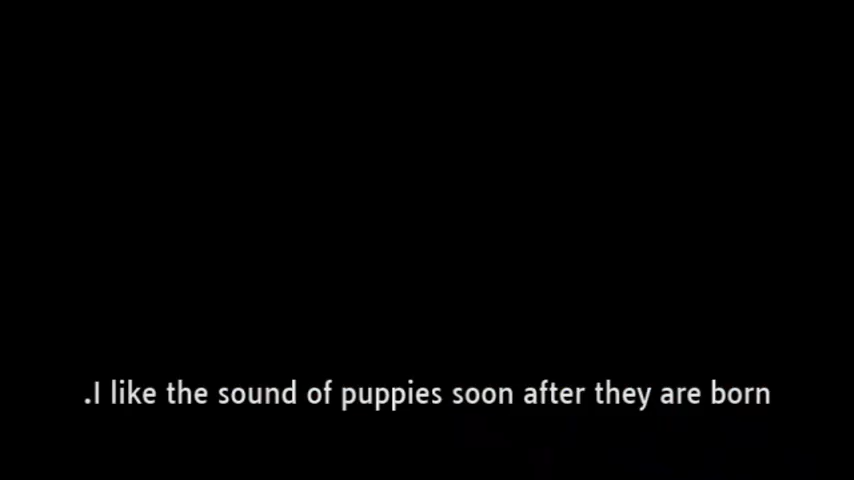 .I like the sound of puppies soon after they are born